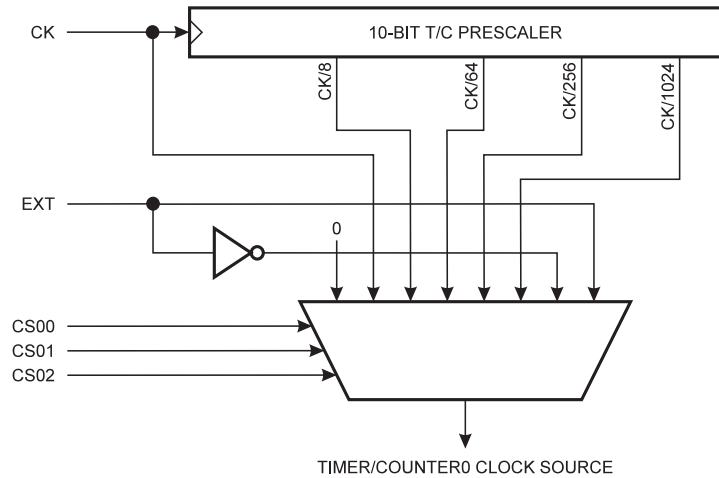 CK
10-BIT T/C PRESCALER
CK/8
CK/64
CK/256
CK/1024
EXT
0
CS00
CS01
CS02
TIMER/COUNTER0 CLOCK SOURCE